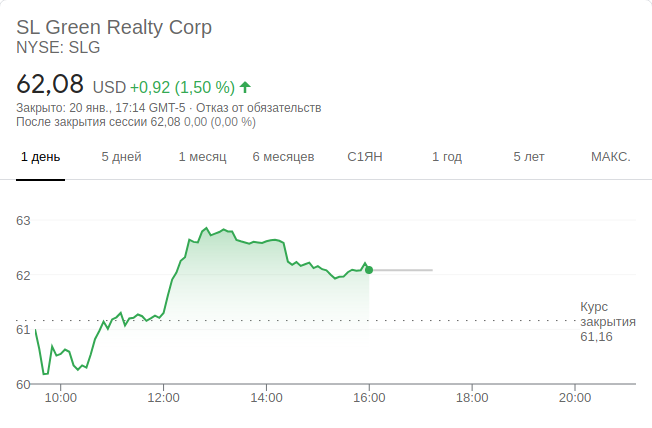 SL Green Realty Corp
NYSE: SLG
62,08 USD +0,92 (1,50 %)
Закрыто: 20 янв., 17:14 GMT-5 · Отказ от обязательств
После закрытия сессии 62,08 0,00 (0,00 %)
1 день 5 дней 1 месяц 6 месяцев С1ЯН 1 год 5 лет МАКС.
63
62
61
60
Курс
закрытия
61,16
10:00 12:00 14:00 16:00 18:00 20:00